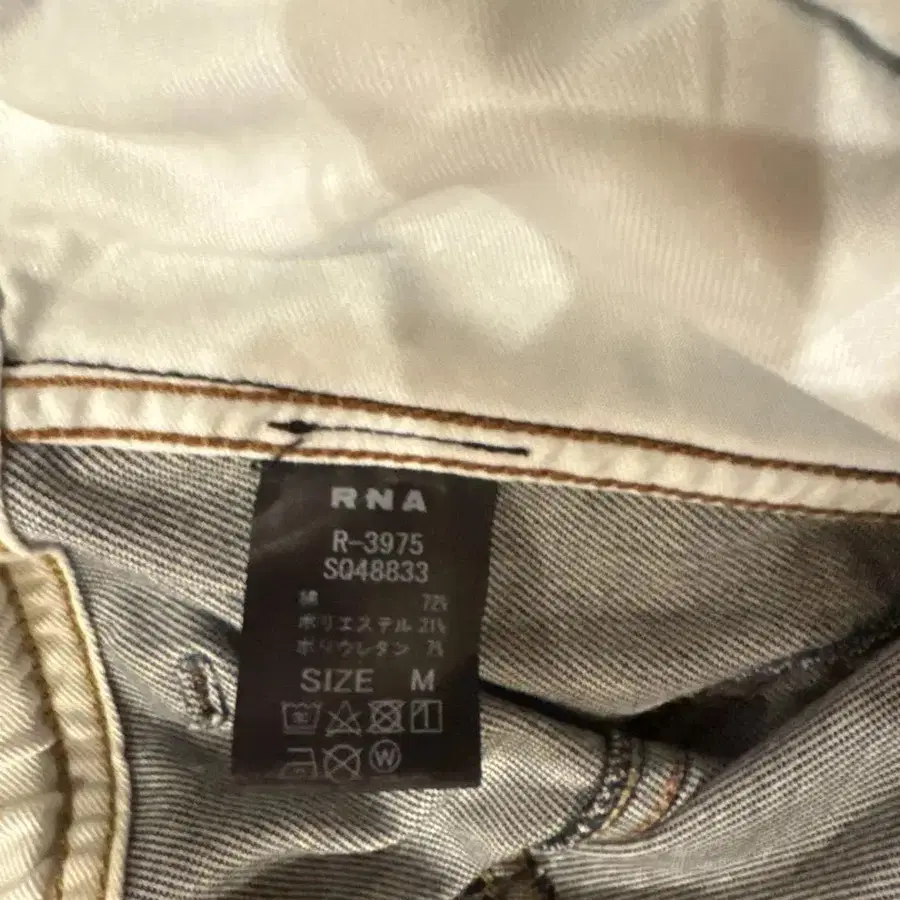 RNA
R-3975
SQ48833
綿 72%
ポリエステル 21%
ポリウレタン 7%
SIZE M
W